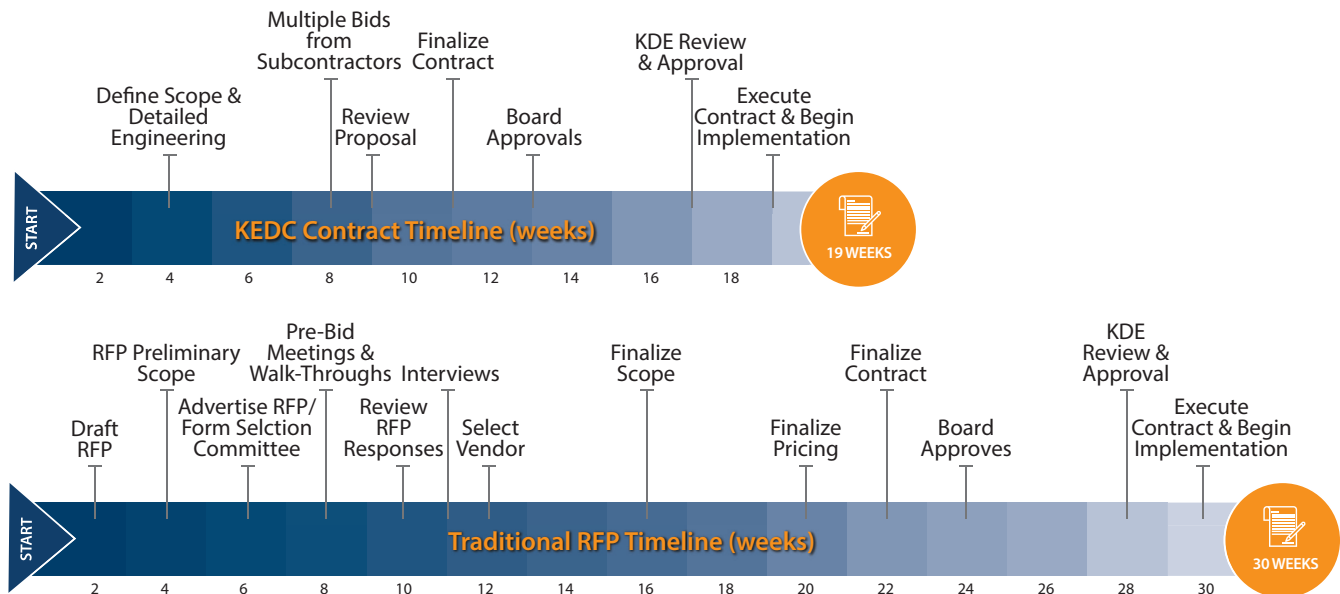 Multiple Bids
from
Subcontractors
Finalize
Contract
KDE Review
& Approval
Define Scope &
Detailed
Engineering
Review
Proposal
Board
Approvals
Execute
Contract & Begin
Implementation
START
KEDC Contract Timeline (weeks)
19 WEEKS
2 4 6 8 10 12 14 16 18
RFP Preliminary
Scope
Pre-Bid
Meetings &
Walk-Throughs
Interviews
Finalize
Scope
Finalize
Contract
KDE
Review &
Approval
Draft
RFP
Advertise RFP/
Form Selction
Committee
Review
RFP
Responses
Select
Vendor
Finalize
Pricing
Board
Approves
Execute
Contract & Begin
Implementation
START
Traditional RFP Timeline (weeks)
30 WEEKS
2 4 6 8 10 12 14 16 18 20 22 24 26 28 30